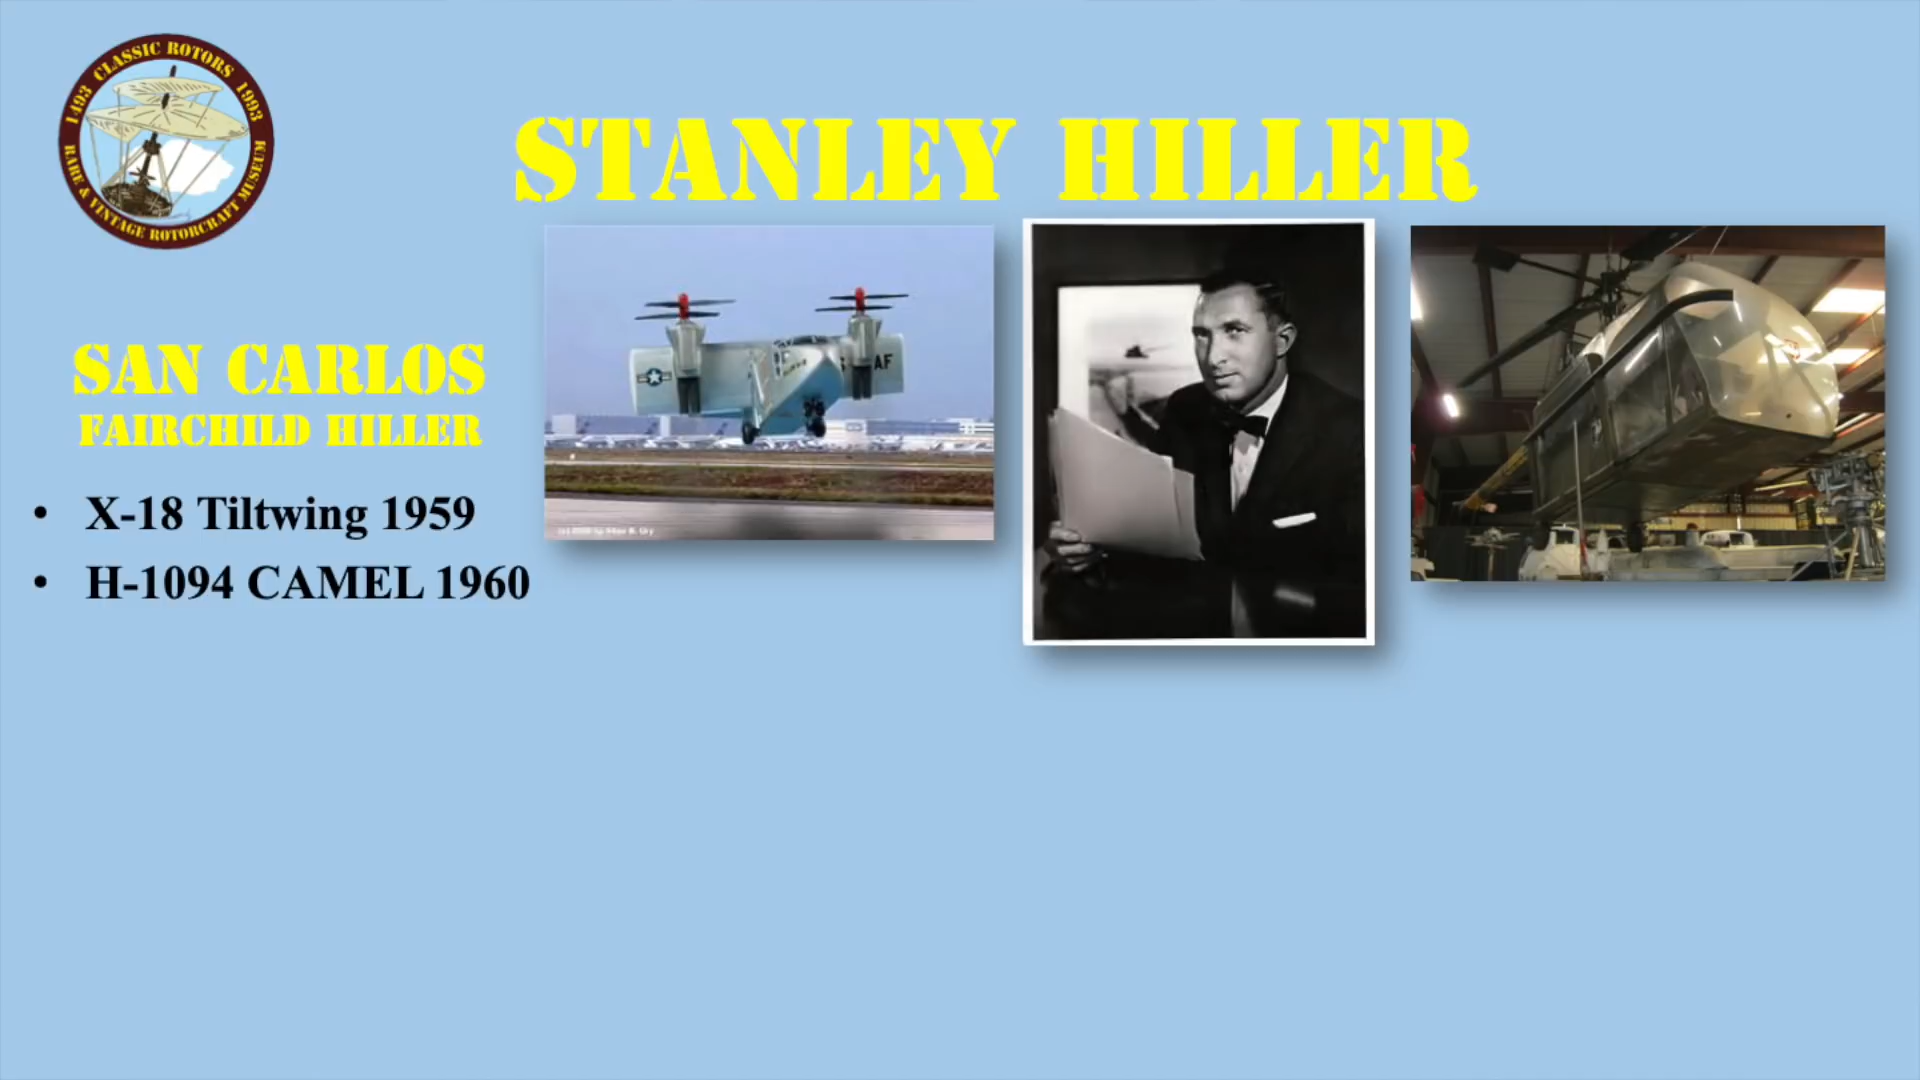 1493 CLASSIC ROTORS 1993
RARE & VINTAGE ROTORCRAFT MUSEUM
STANLEY HILLER
SAN CARLOS
FAIRCHILD HILLER
• X-18 Tiltwing 1959
• H-1094 CAMEL 1960
AF